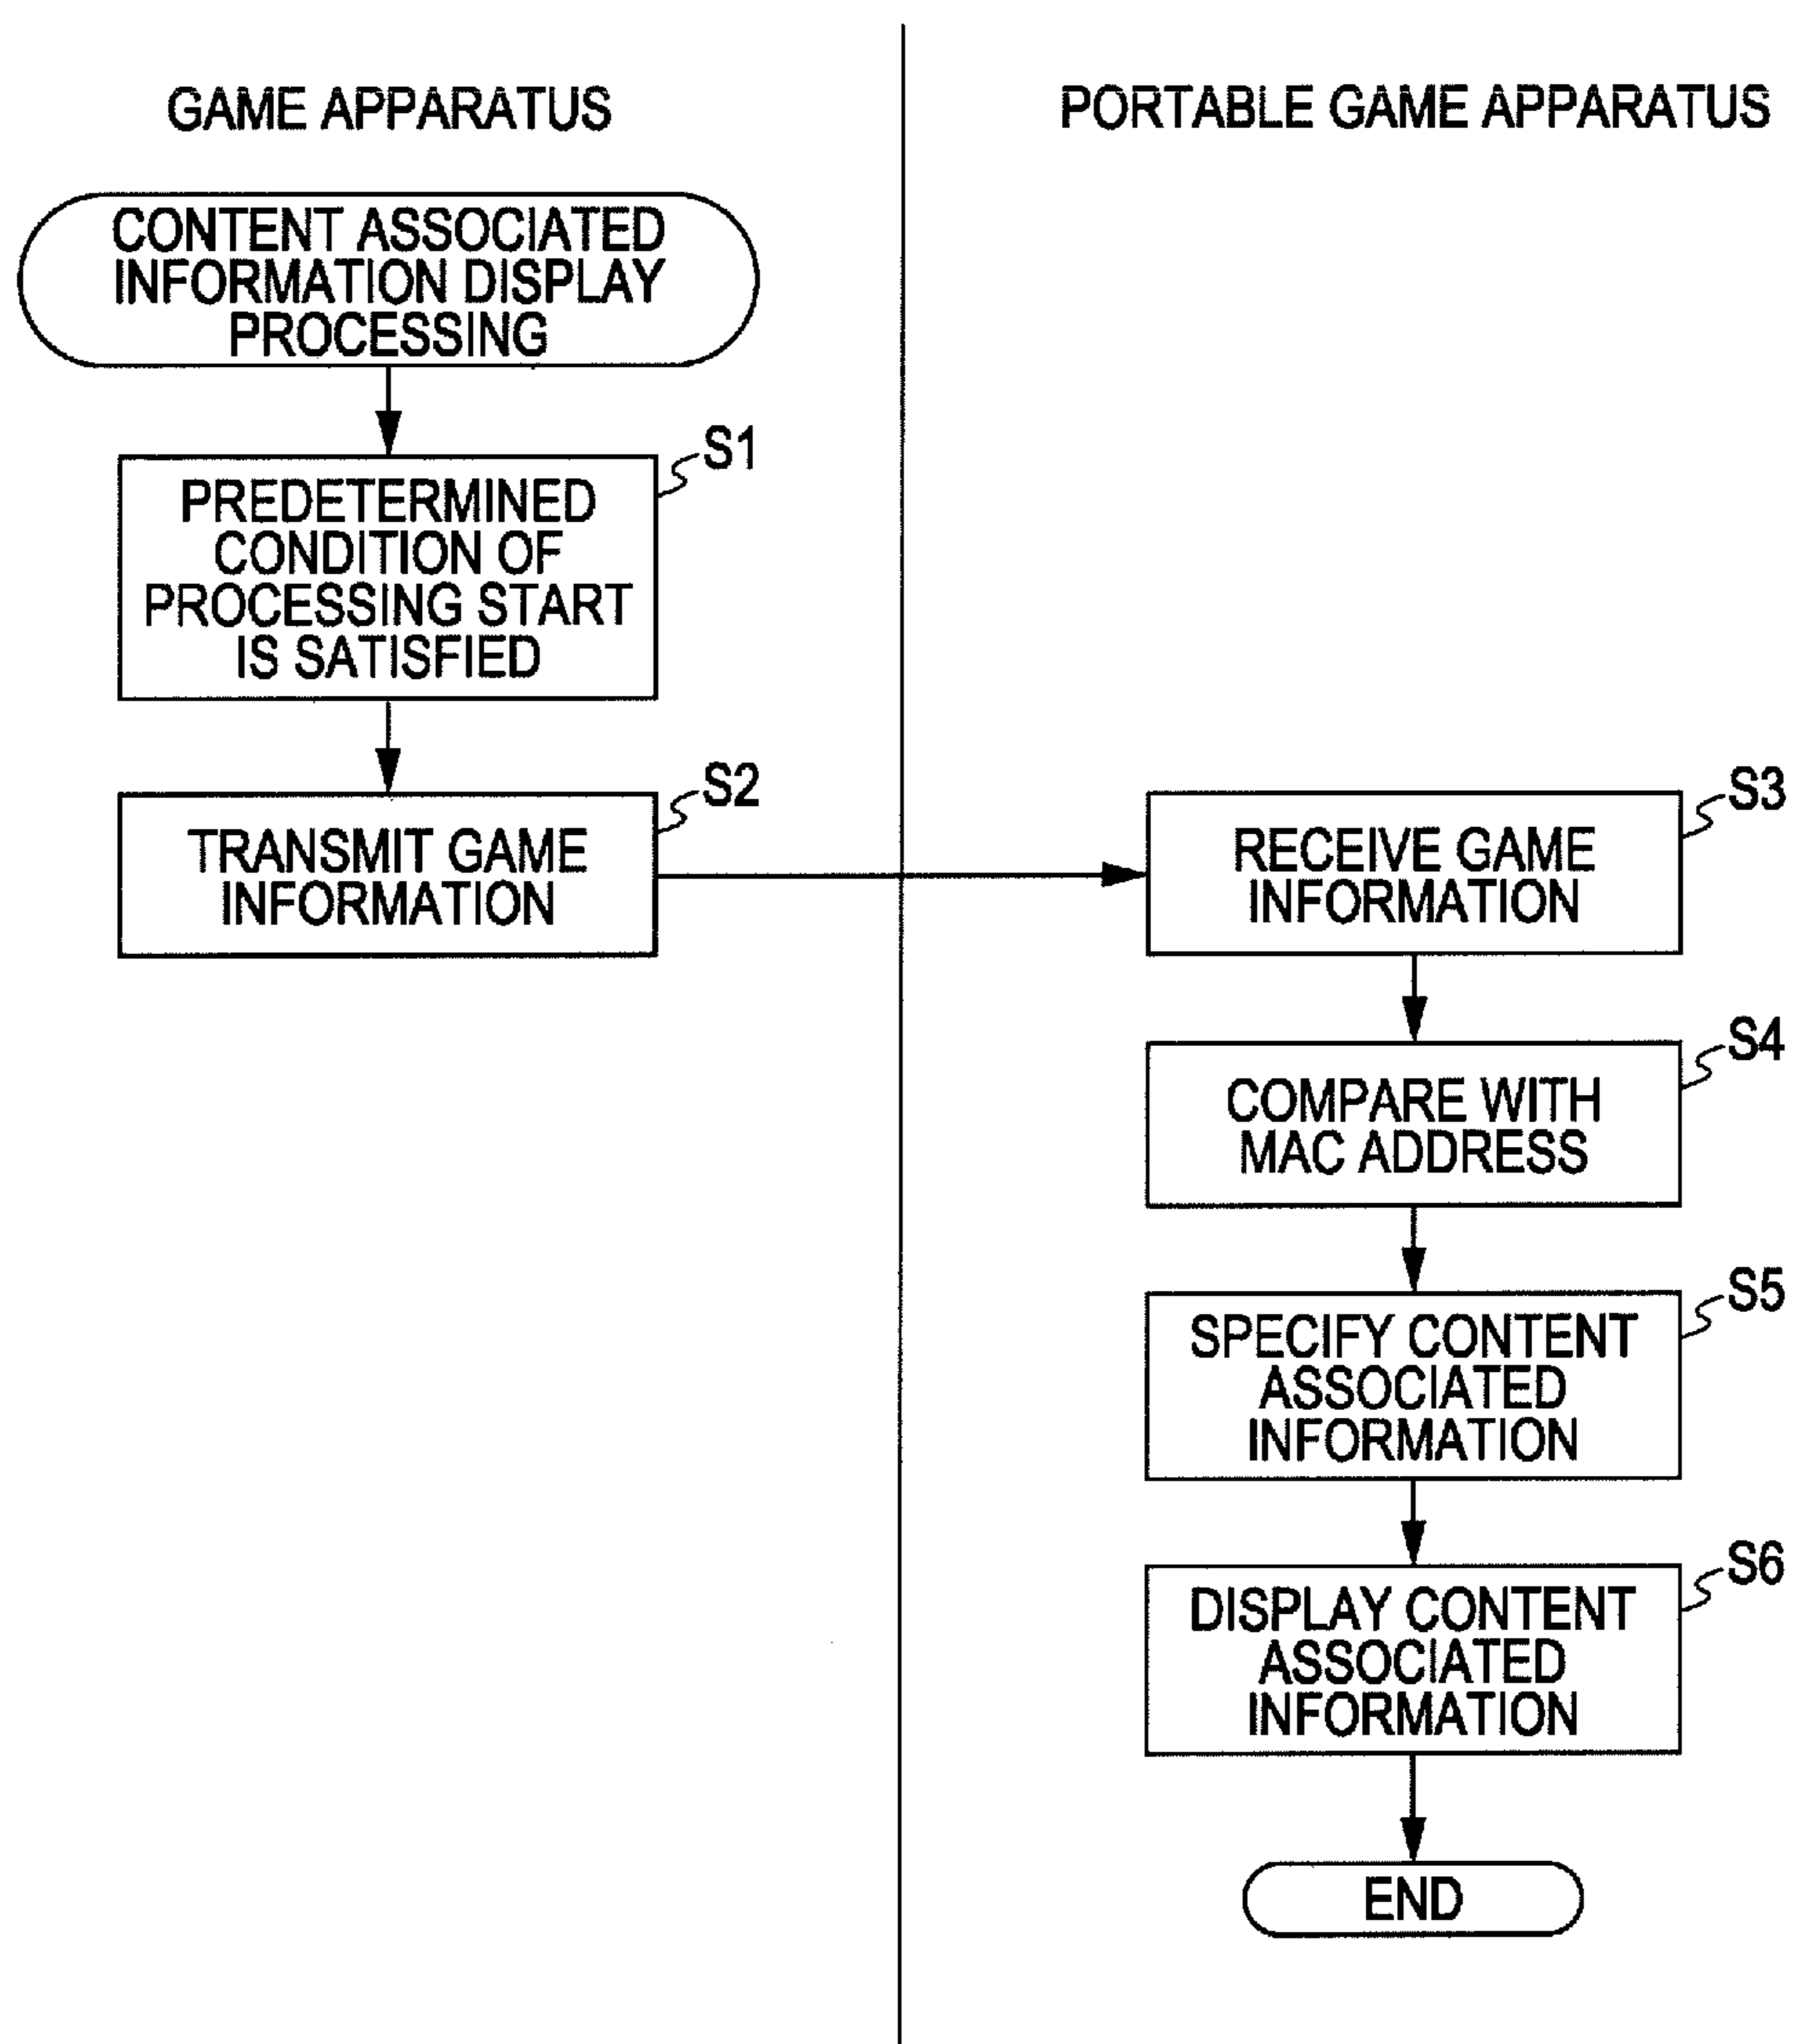 GAME APPARATUS
CONTENT ASSOCIATED
INFORMATION DISPLAY
PROCESSING
S1
PREDETERMINED
CONDITION OF
PROCESSING START
IS SATISFIED
S2
TRANSMIT GAME
INFORMATION
PORTABLE GAME APPARATUS
S3
RECEIVE GAME
INFORMATION
S4
COMPARE WITH
MAC ADDRESS
S5
SPECIFY CONTENT
ASSOCIATED
INFORMATION
S6
DISPLAY CONTENT
ASSOCIATED
INFORMATION
END